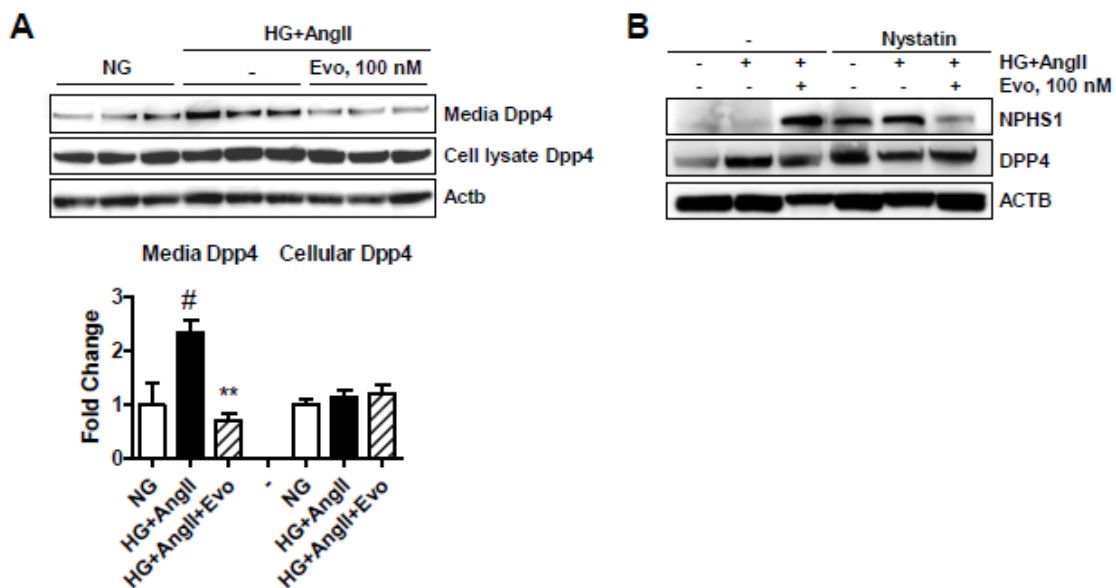 A
HG+AngII
NG - Evo, 100 nM
Media Dpp4
Cell lysate Dpp4
Actb
Media Dpp4 Cellular Dpp4
Fold Change
3
2
1
0
#
**
NG
HG+AngII
HG+AngII+Evo
-
NG
HG+AngII
HG+AngII+Evo
B
- Nystatin
- + + - + + HG+AngII
- - + - - + Evo, 100 nM
NPHS1
DPP4
ACTB